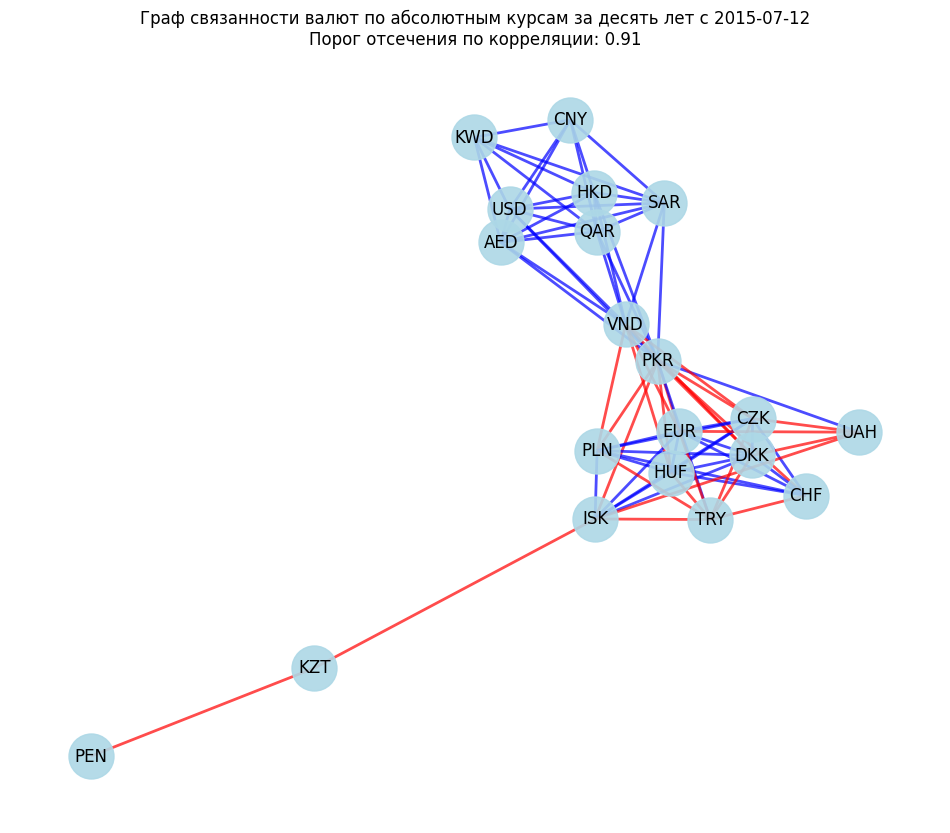 Граф связанности валют по абсолютным курсам за десять лет с 2015-07-12
Порог отсечения по корреляции: 0.91
CNY
KWD
HKD
SAR
USD
QAR
AED
VND
PKR
CZK
EUR
UAH
PLN
DKK
HUF
CHF
ISK
TRY
KZT
PEN